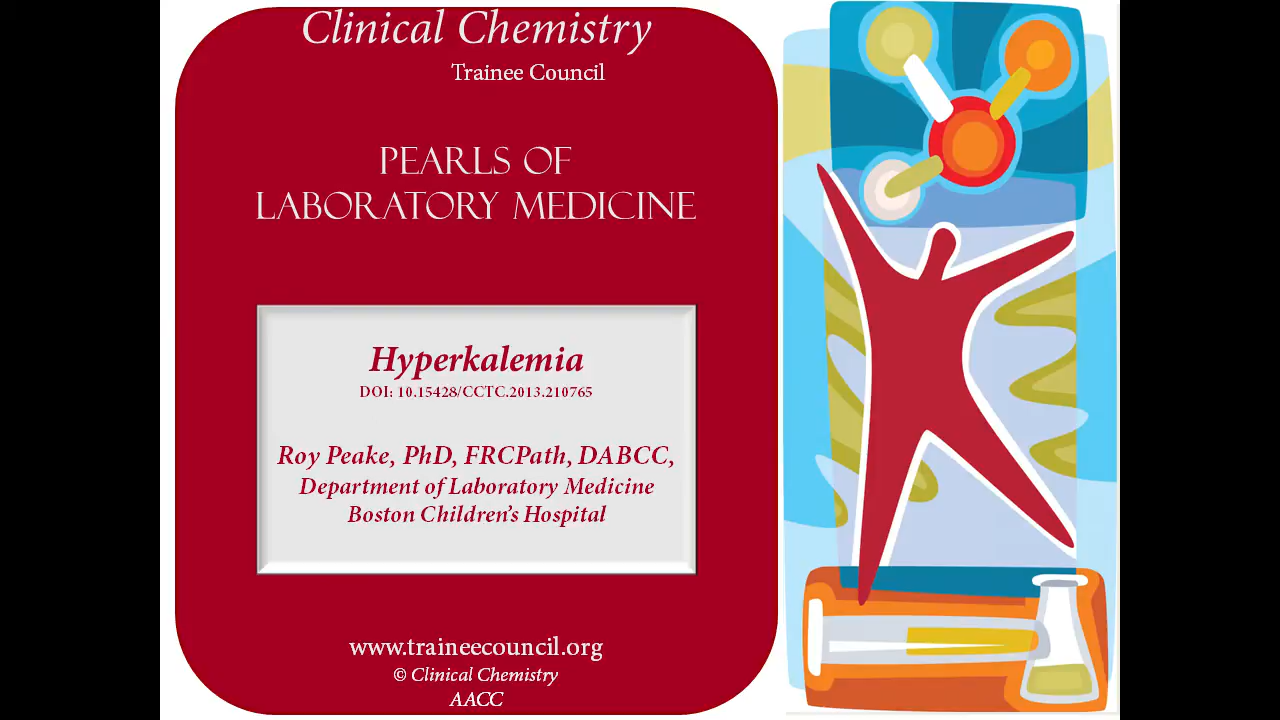 Clinical Chemistry
Trainee Council
PEARLS OF
LABORATORY MEDICINE
Hyperkalemia
DOI: 10.15428/CCTC.2013.210765
Roy Peake, PhD, FRCPath, DABCC,
Department of Laboratory Medicine
Boston Children’s Hospital
www.traineecouncil.org
© Clinical Chemistry
AACC